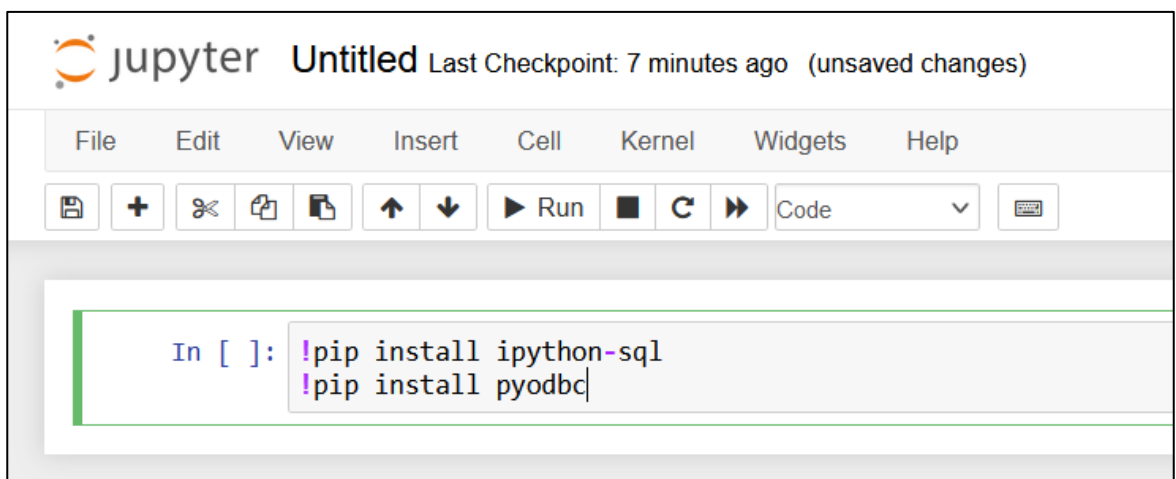 jupyter Untitled Last Checkpoint: 7 minutes ago (unsaved changes)
File Edit View Insert Cell Kernel Widgets Help
Run Code
In [ ]: !pip install ipython-sql
!pip install pyodbc